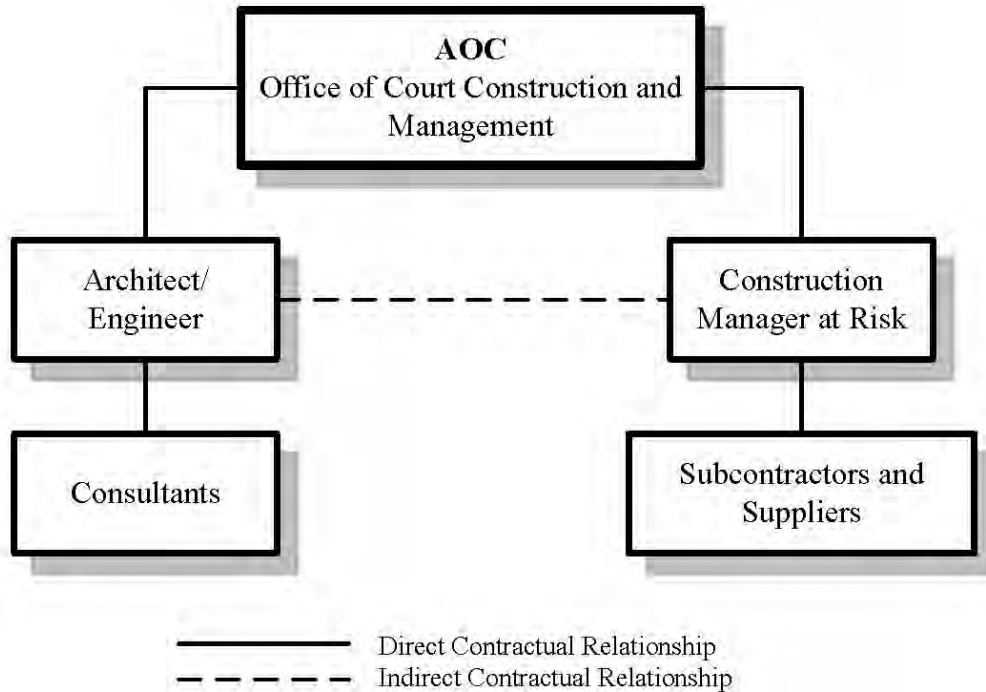 AOC
Office of Court Construction and
Management
Architect/
Engineer
Construction
Manager at Risk
Consultants
Subcontractors and
Suppliers
Direct Contractual Relationship
Indirect Contractual Relationship